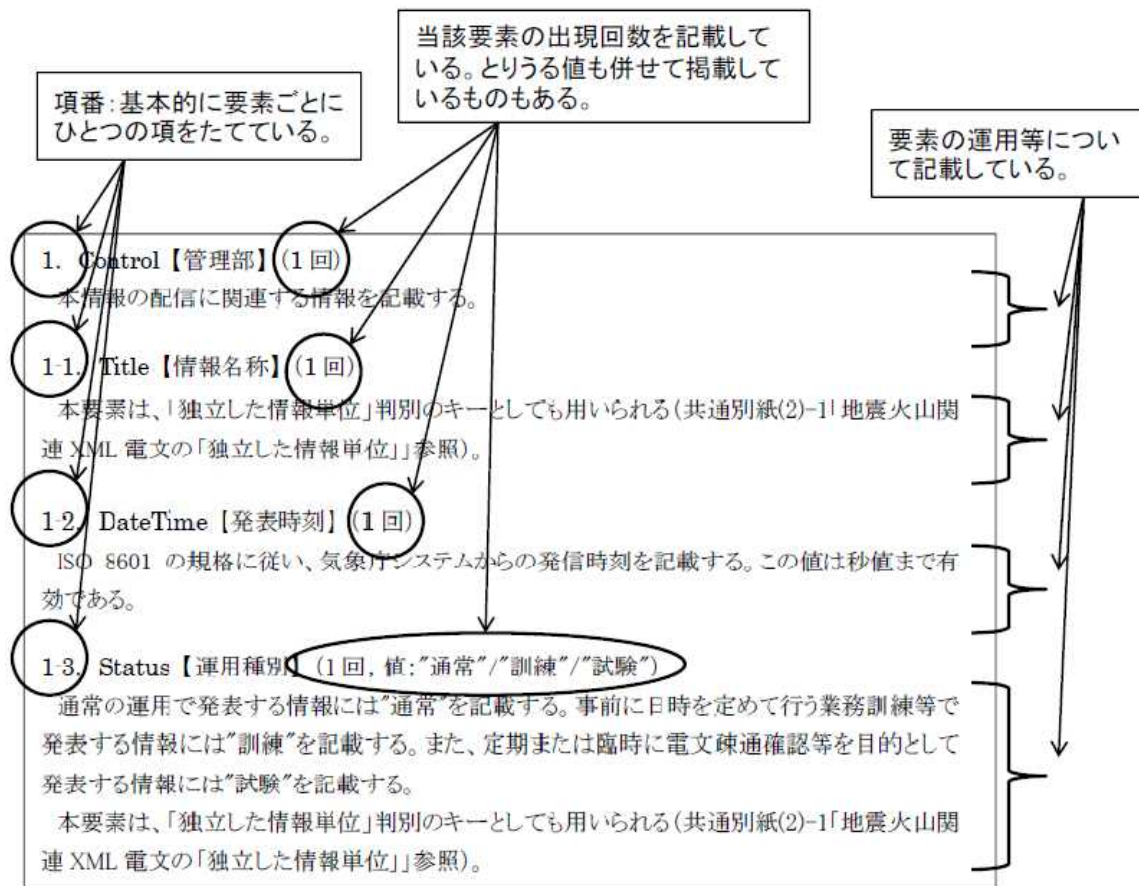 当該要素の出現回数を記載して
いる。とりうる値も併せて掲載して
いるものもある。
項番:基本的に要素ごとに
ひとつの項をたてている。
要素の運用等につい
て記載している。
1. Control【管理部】(1回)
本情報の配信に関連する情報を記載する。
1-1. Title【情報名称】(1回)
本要素は、「独立した情報単位」判別のキーとしても用いられる(共通別紙(2)-1「地震火山関
連 XML 電文の「独立した情報単位」」参照)。
1-2. DateTime【発表時刻】(1回)
ISO 8601 の規格に従い、気象庁システムからの発信時刻を記載する。この値は秒値まで有
効である。
1-3. Status【運用種別】(1回, 値:"通常"/"訓練"/"試験")
通常の運用で発表する情報には"通常"を記載する。事前に日時を定めて行う業務訓練等で
発表する情報には"訓練"を記載する。また、定期または臨時に電文疎通確認等を目的として
発表する情報には"試験"を記載する。
本要素は、「独立した情報単位」判別のキーとしても用いられる(共通別紙(2)-1「地震火山関
連 XML 電文の「独立した情報単位」」参照)。